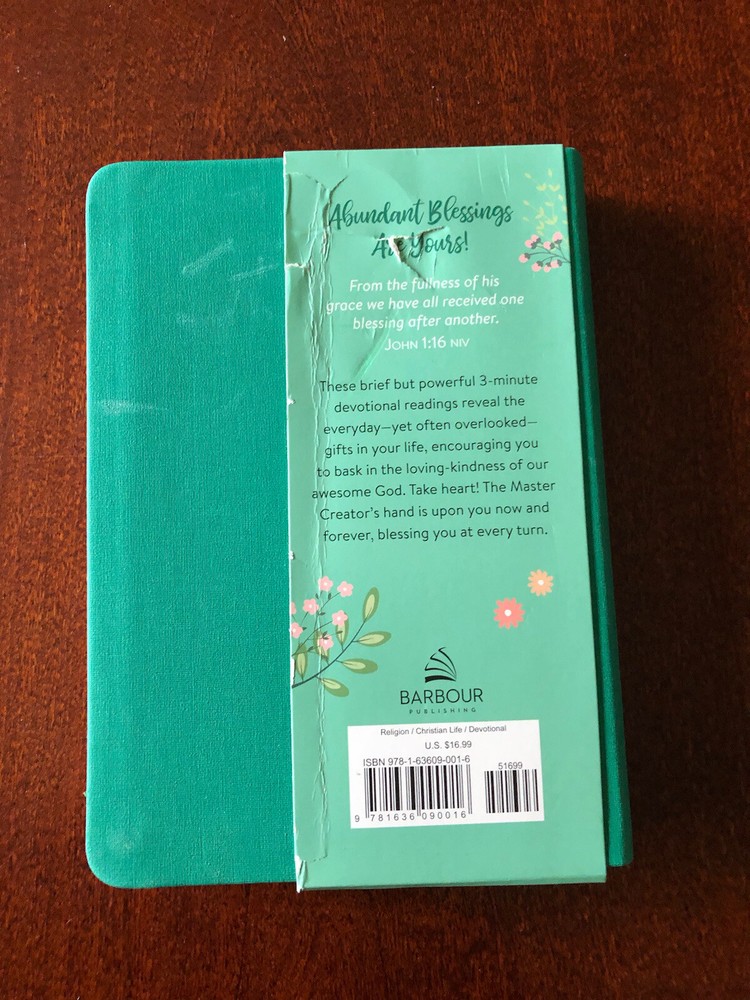 Abundant Blessings
Are Yours!
From the fullness of his
grace we have all received one
blessing after another.
JOHN 1:16 NIV
These brief but powerful 3-minute
devotional readings reveal the
everyday—yet often overlooked—
gifts in your life, encouraging you
to bask in the loving-kindness of our
awesome God. Take heart! The Master
Creator's hand is upon you now and
forever, blessing you at every turn.
BARBOUR
PUBLISHING
Religion / Christian Life / Devotional
U.S. $16.99
ISBN 978-1-63609-001-6
51699
9 781636 090016